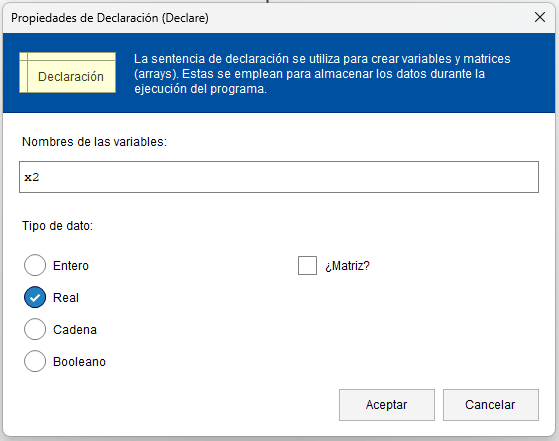 Propiedades de Declaración (Declare)
Declaración
La sentencia de declaración se utiliza para crear variables y matrices
(arrays). Estas se emplean para almacenar los datos durante la
ejecución del programa.
Nombres de las variables:
x2
Tipo de dato:
Entero
¿Matriz?
Real
Cadena
Booleano
Aceptar
Cancelar